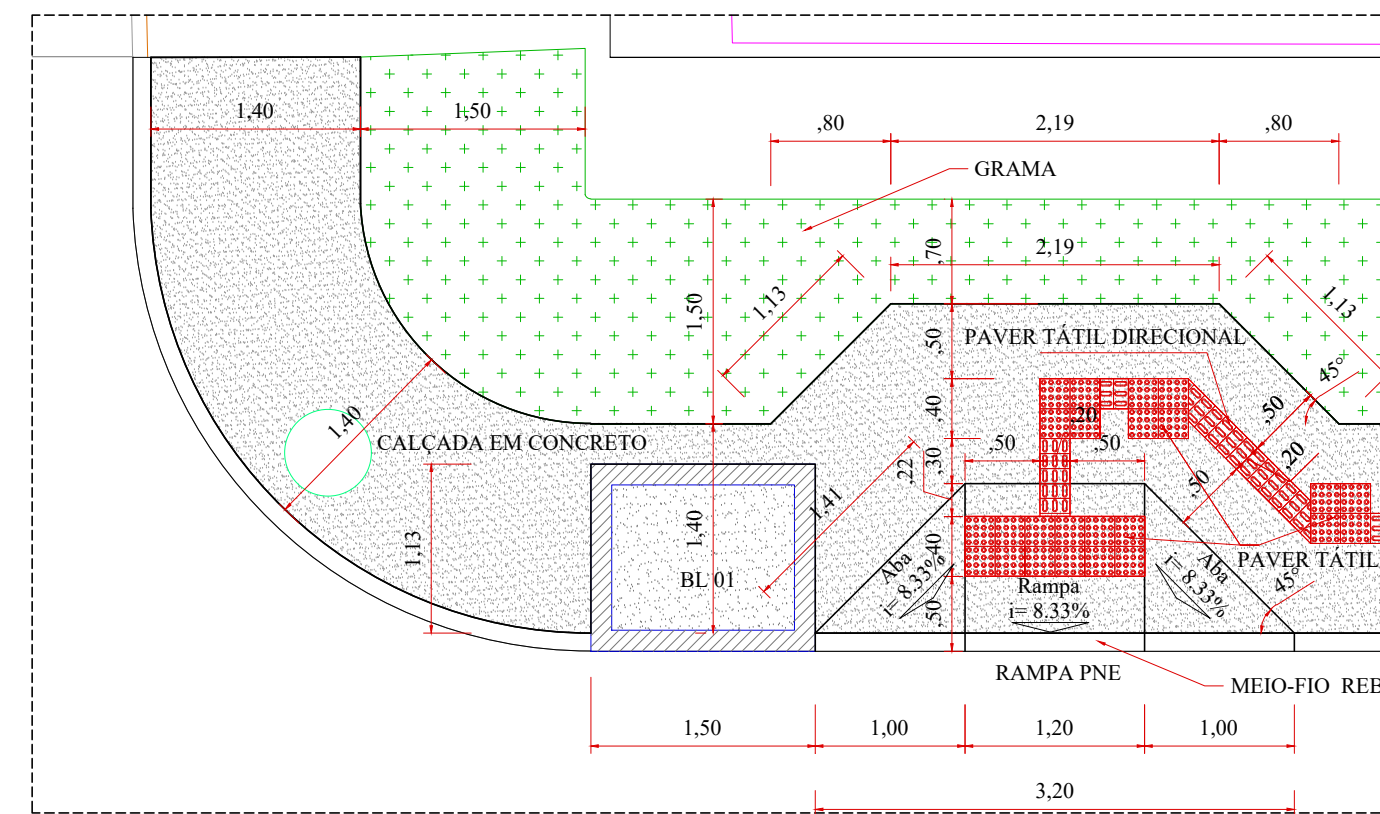 1,40
1,50
,80
2,19
,80
GRAMA
,70
2,19
1,13
1,50
1,13
,50
PAVER TÁTIL DIRECIONAL
45°
,40
,20
,50
1,40
CALÇADA EM CONCRETO
,50
,50
,30
,22
,20
,50
1,41
1,13
1,40
,40
BL 01
Aba
i= 8.33%
Rampa
i= 8.33%
Aba
i= 8.33%
PAVER TÁTIL
,50
45°
RAMPA PNE
MEIO-FIO REB
1,50
1,00
1,20
1,00
3,20